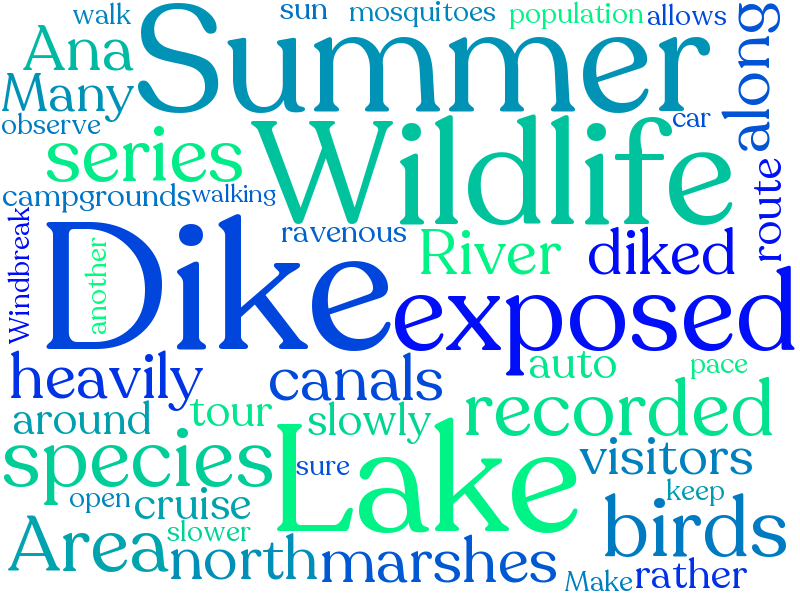 walk
sun
mosquitoes
population
allows
Summer
along
Ana
Many
observe
car
Wildlife
series
campgrounds
walking
route
Windbreak
another
ravenous
River
diked
Dike
exposed
heavily
canals
auto
pace
around
tour
slowly
recorded
species
Lake
sure
visitors
open
cruise
keep
slower
birds
Area
north
marshes
Make
rather